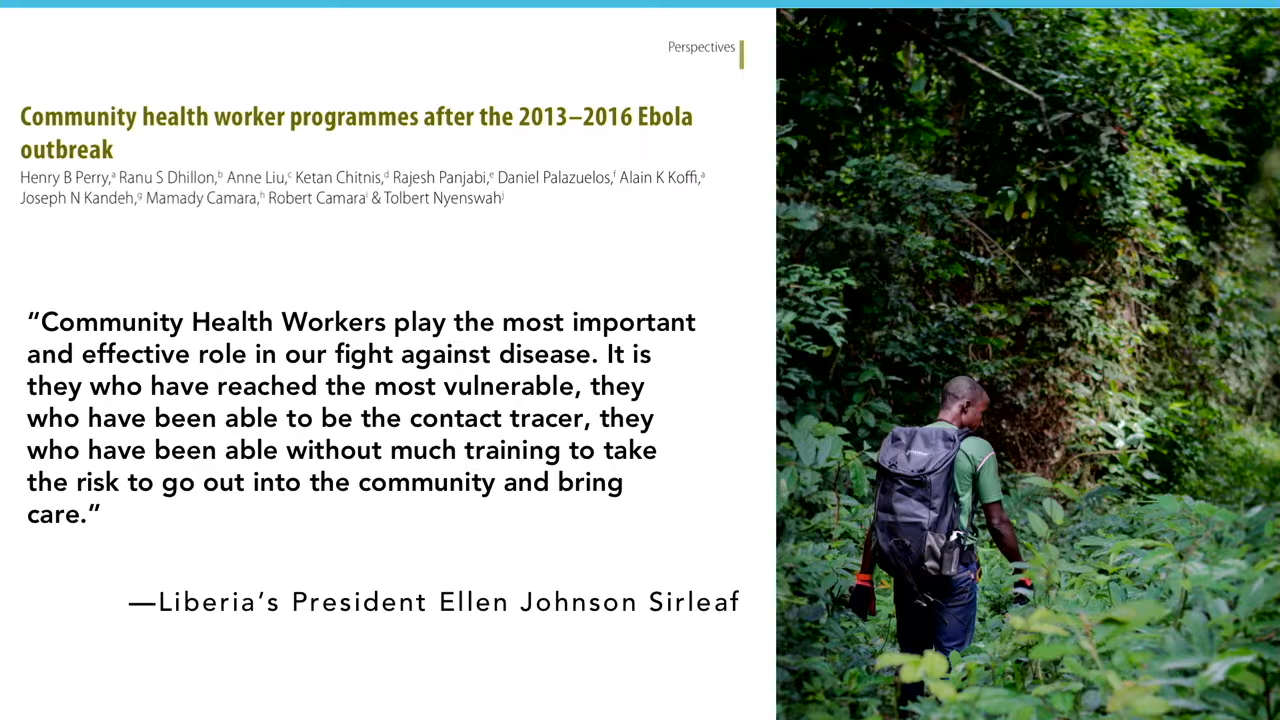 Perspectives
Community health worker programmes after the 2013–2016 Ebola
outbreak
Henry B Perry,ᵃ Ranu S Dhillon,ᵇ Anne Liu,ᶜ Ketan Chitnis,ᵈ Rajesh Panjabi,ᵉ Daniel Palazuelos,ᶠ Alain K Koffi,ᵃ
Joseph N Kandeh,ᵍ Mamady Camara,ʰ Robert Camaraⁱ & Tolbert Nyenswahʲ
“Community Health Workers play the most important
and effective role in our fight against disease. It is
they who have reached the most vulnerable, they
who have been able to be the contact tracer, they
who have been able without much training to take
the risk to go out into the community and bring
care.”
—Liberia’s President Ellen Johnson Sirleaf